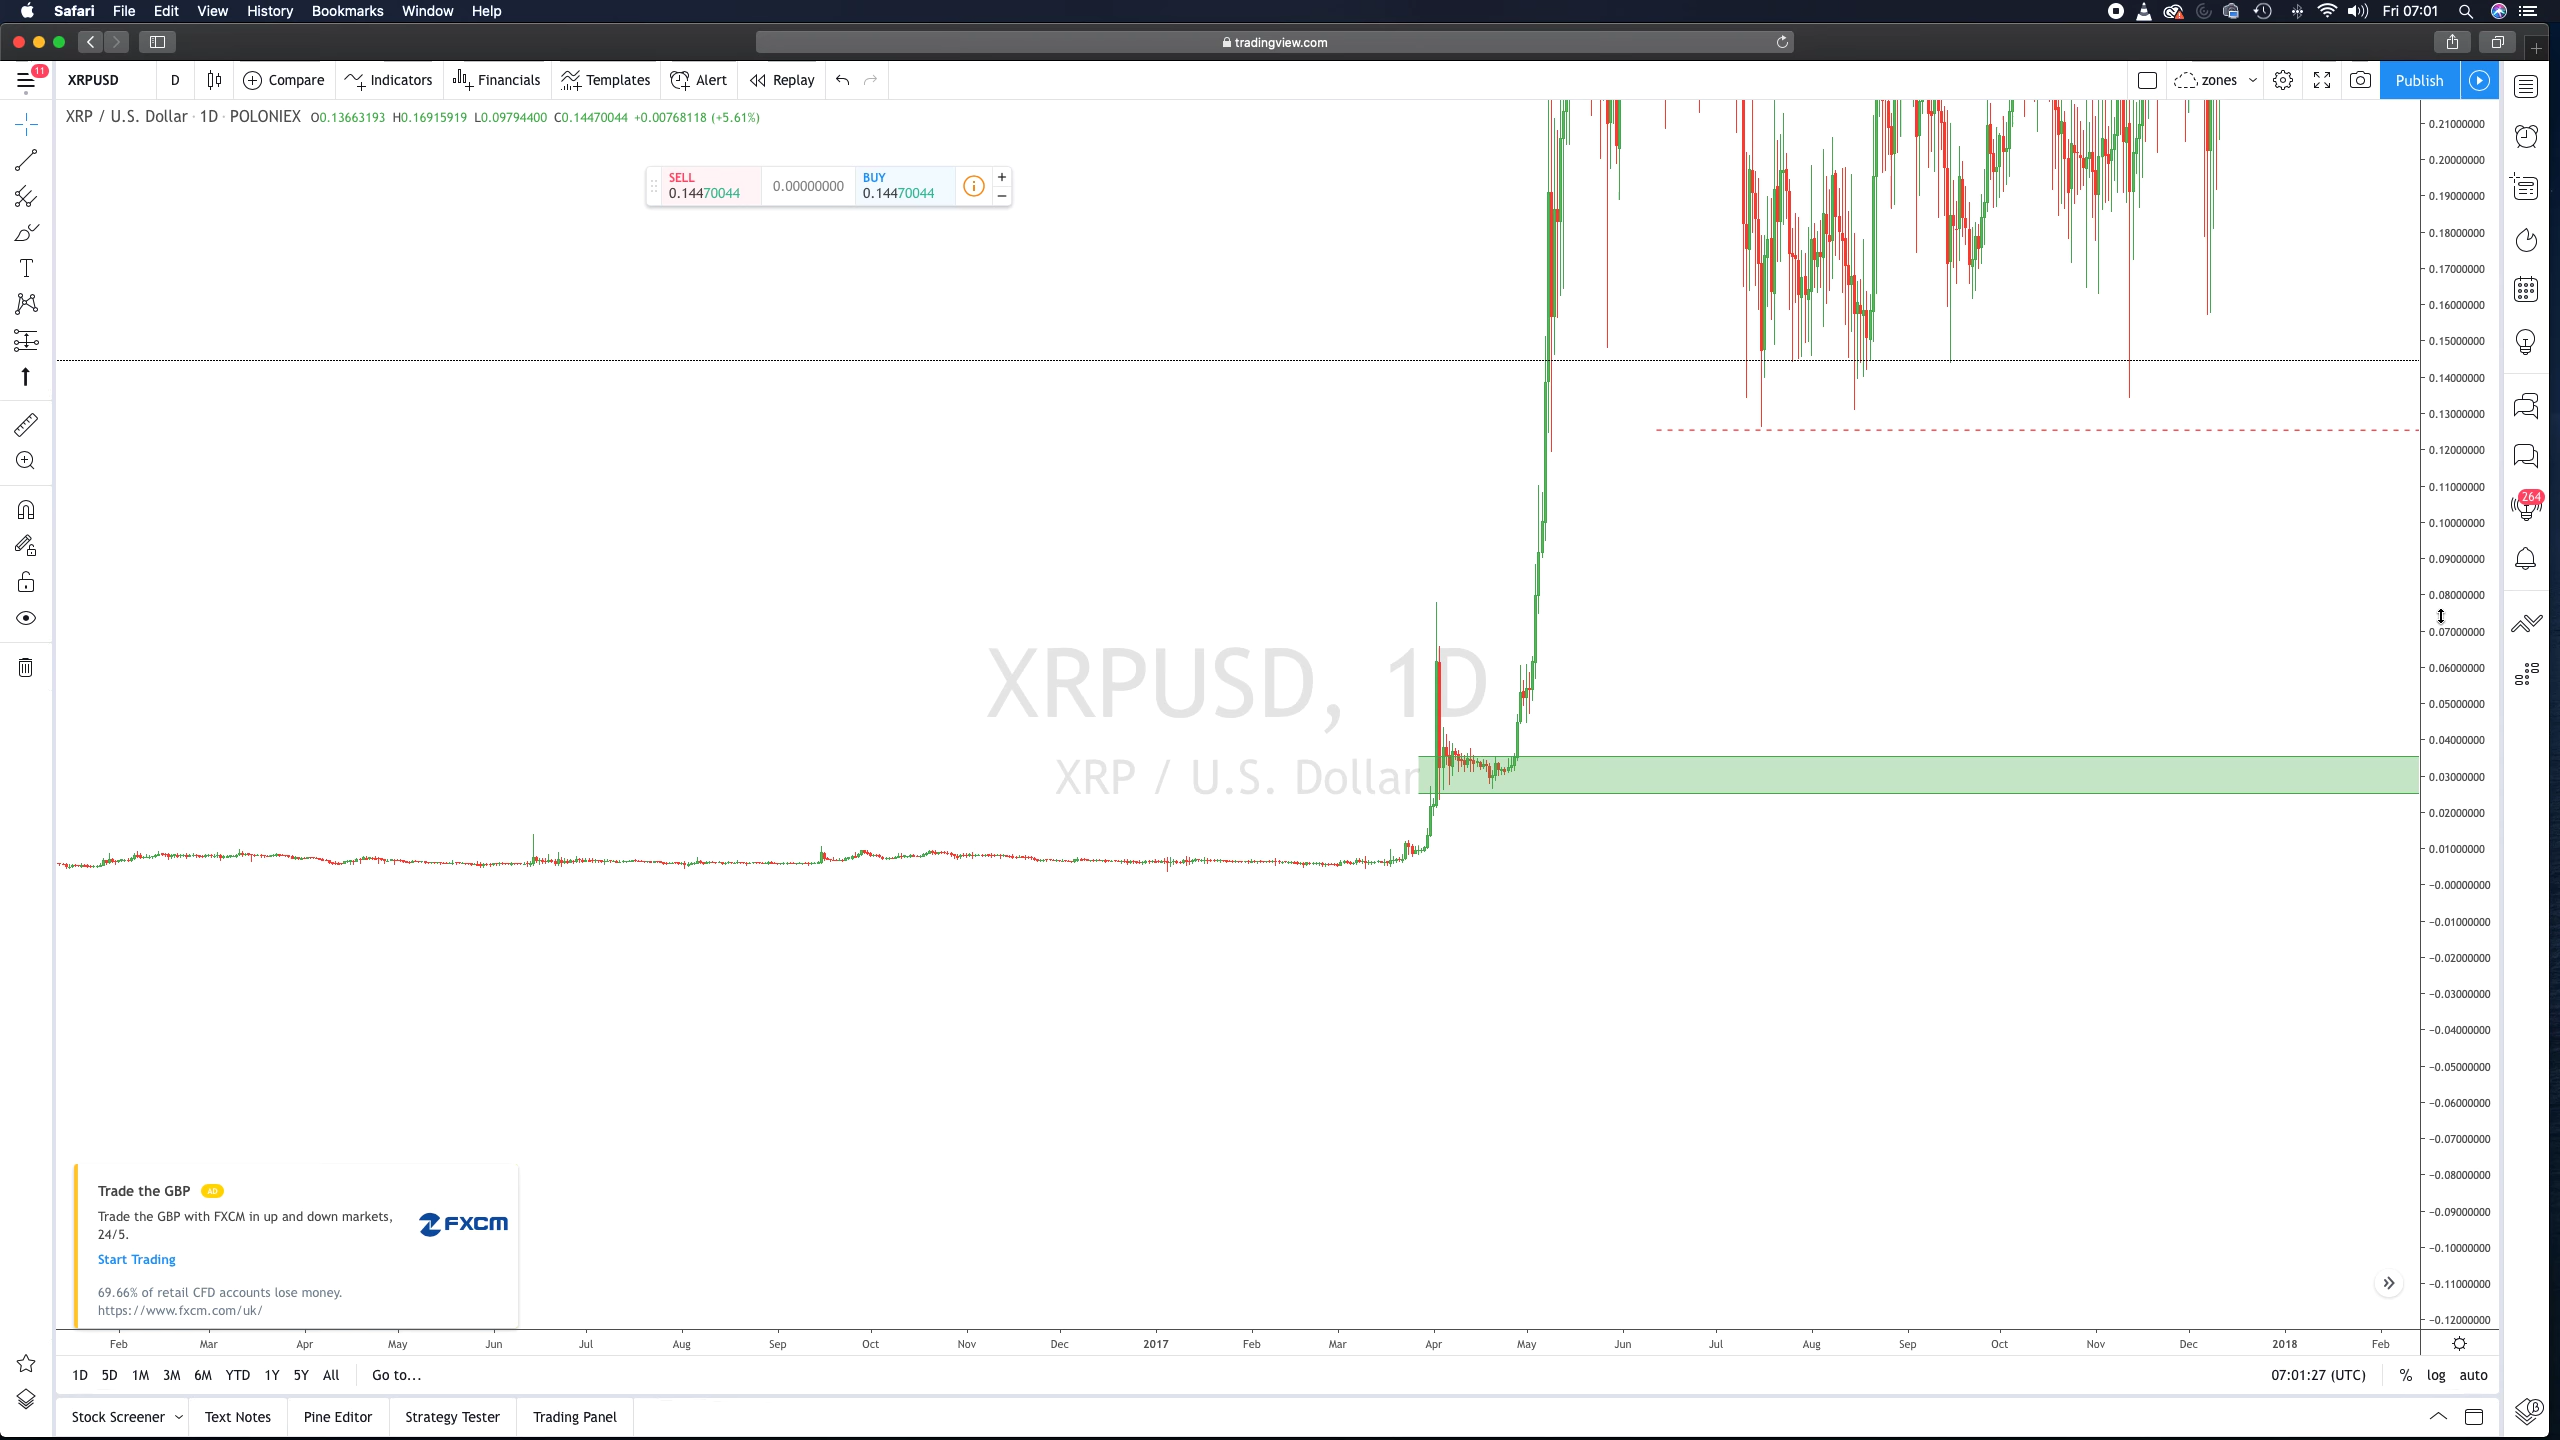 Safari File Edit View History Bookmarks Window Help
Fri 07:01
tradingview.com
11
XRPUSD D Compare Indicators Financials Templates Alert Replay
zones Publish
XRP / U.S. Dollar · 1D · POLONIEX O0.13663193 H0.16915919 L0.09794400 C0.14470044 +0.00768118 (+5.61%)
SELL
0.14470044
0.00000000
BUY
0.14470044
0.21000000
0.20000000
0.19000000
0.18000000
0.17000000
0.16000000
0.15000000
0.14000000
0.13000000
0.12000000
0.11000000
0.10000000
0.09000000
0.08000000
0.07000000
0.06000000
0.05000000
0.04000000
0.03000000
0.02000000
0.01000000
-0.00000000
-0.01000000
-0.02000000
-0.03000000
-0.04000000
-0.05000000
-0.06000000
-0.07000000
-0.08000000
-0.09000000
-0.10000000
-0.11000000
-0.12000000
264
XRPUSD, 1D
XRP / U.S. Dollar
Trade the GBP AD
Trade the GBP with FXCM in up and down markets,
24/5.
Start Trading
69.66% of retail CFD accounts lose money.
https://www.fxcm.com/uk/
FXCM
Feb Mar Apr May Jun Jul Aug Sep Oct Nov Dec 2017 Feb Mar Apr May Jun Jul Aug Sep Oct Nov Dec 2018 Feb
1D 5D 1M 3M 6M YTD 1Y 5Y All Go to...
07:01:27 (UTC) % log auto
Stock Screener Text Notes Pine Editor Strategy Tester Trading Panel